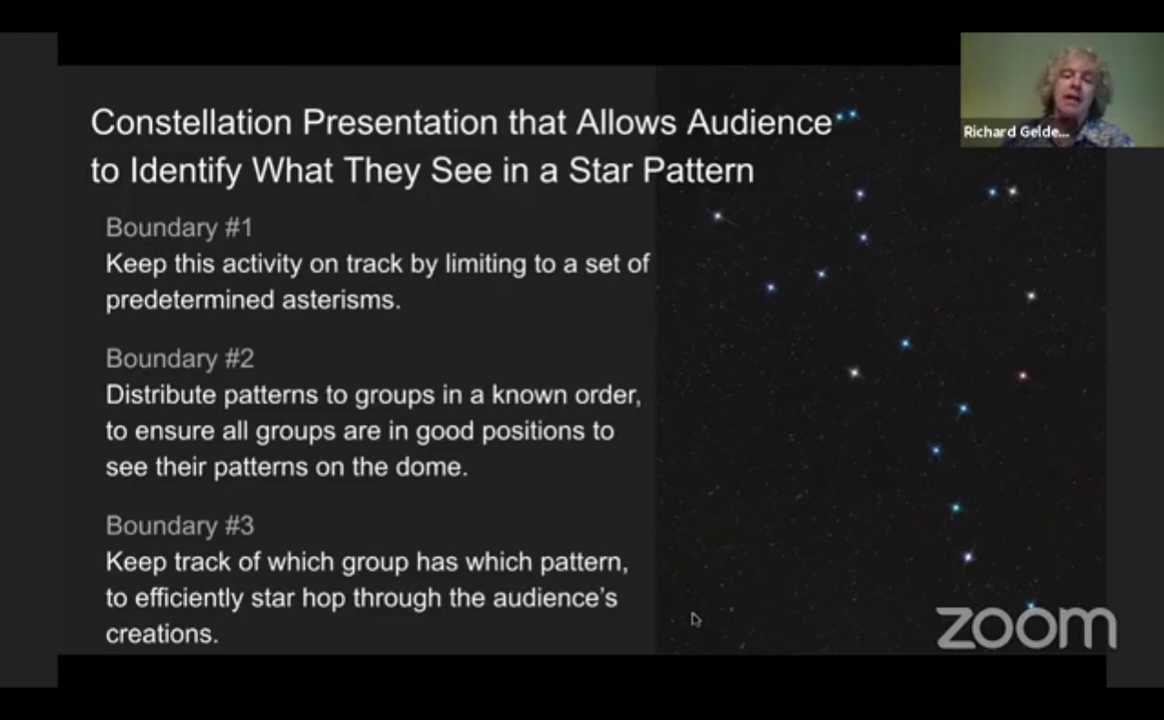 Constellation Presentation that Allows Audience
to Identify What They See in a Star Pattern
Richard Gelde...
Boundary #1
Keep this activity on track by limiting to a set of
predetermined asterisms.
Boundary #2
Distribute patterns to groups in a known order,
to ensure all groups are in good positions to
see their patterns on the dome.
Boundary #3
Keep track of which group has which pattern,
to efficiently star hop through the audience's
creations.
zoom